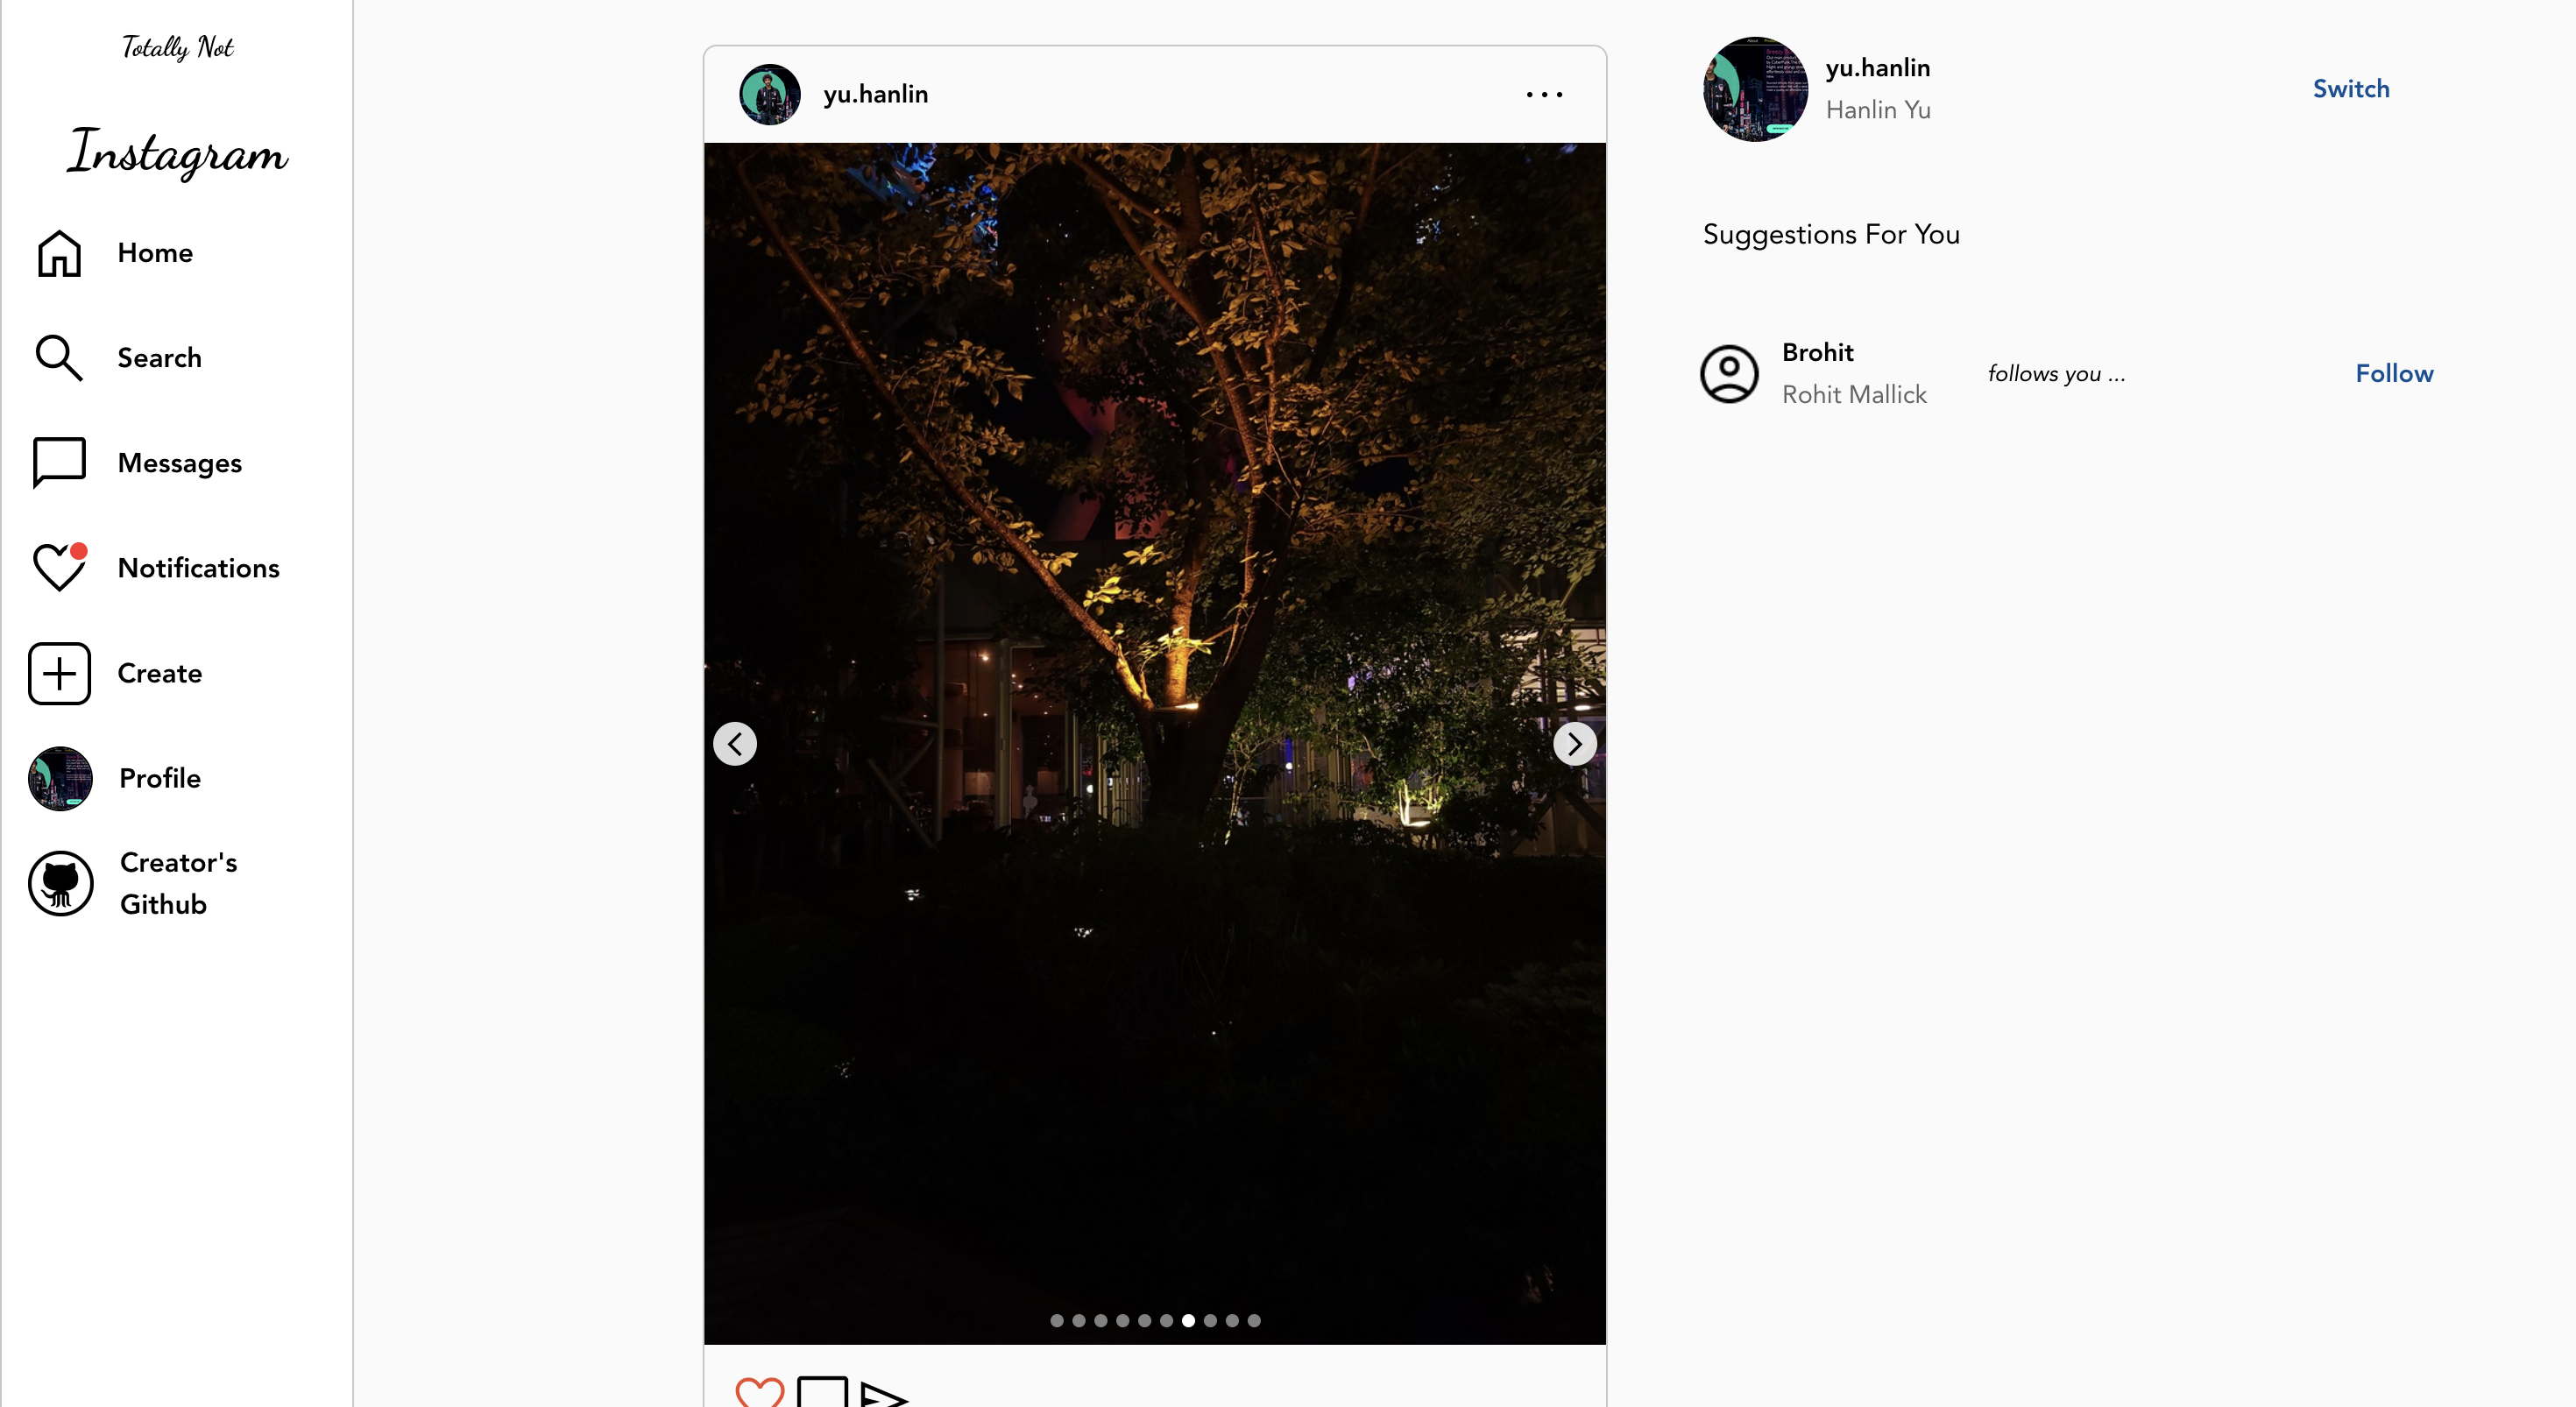 Totally Not
Instagram
Home
Search
Messages
Notifications
Create
Profile
Creator's
Github
yu.hanlin
yu.hanlin
Hanlin Yu
Switch
Suggestions For You
Brohit
Rohit Mallick
follows you ...
Follow